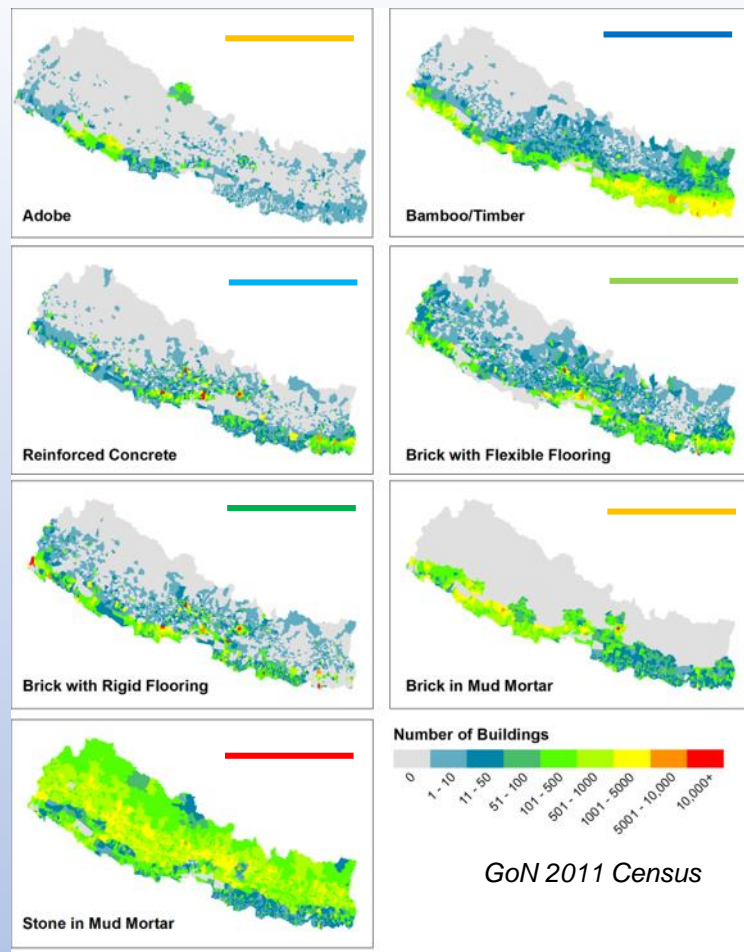 Adobe
Bamboo/Timber
Reinforced Concrete
Brick with Flexible Flooring
Brick with Rigid Flooring
Brick in Mud Mortar
Stone in Mud Mortar
Number of Buildings
0
1 - 10
11 - 50
51 - 100
101 - 500
501 - 1000
1001 - 5000
5001 - 10,000
10,000+
GoN 2011 Census